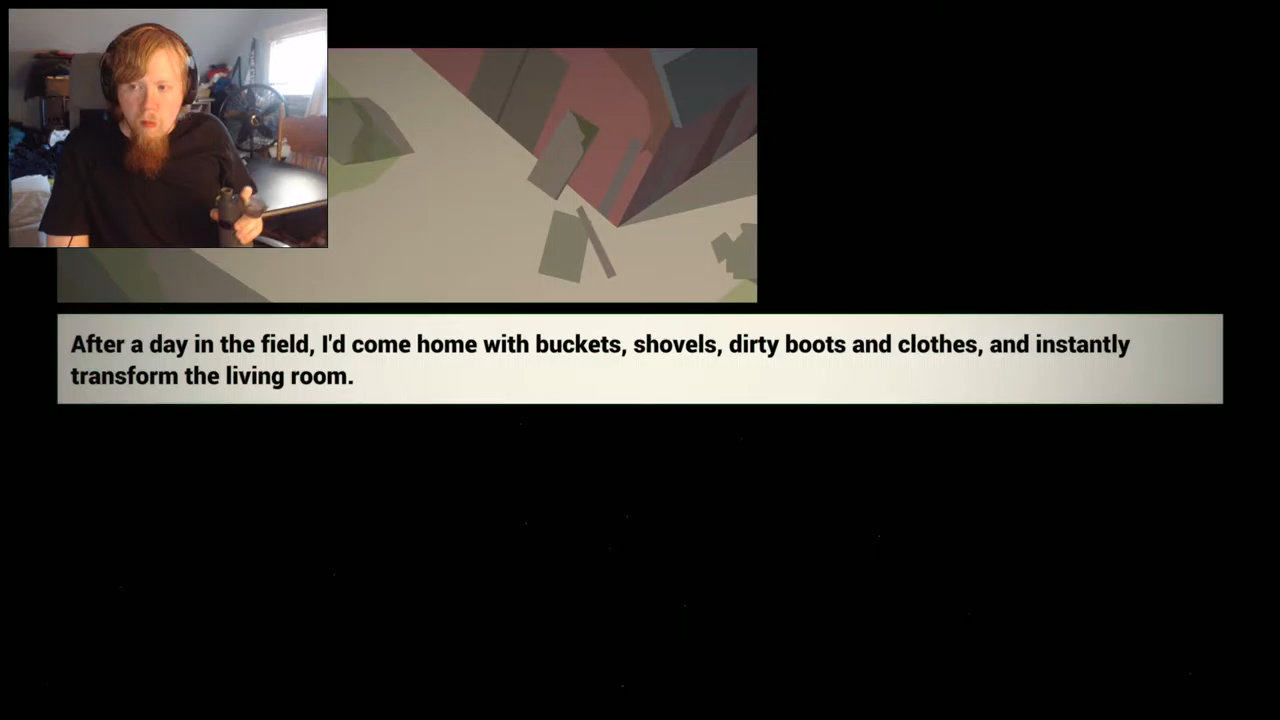 After a day in the field, I'd come home with buckets, shovels, dirty boots and clothes, and instantly
transform the living room.